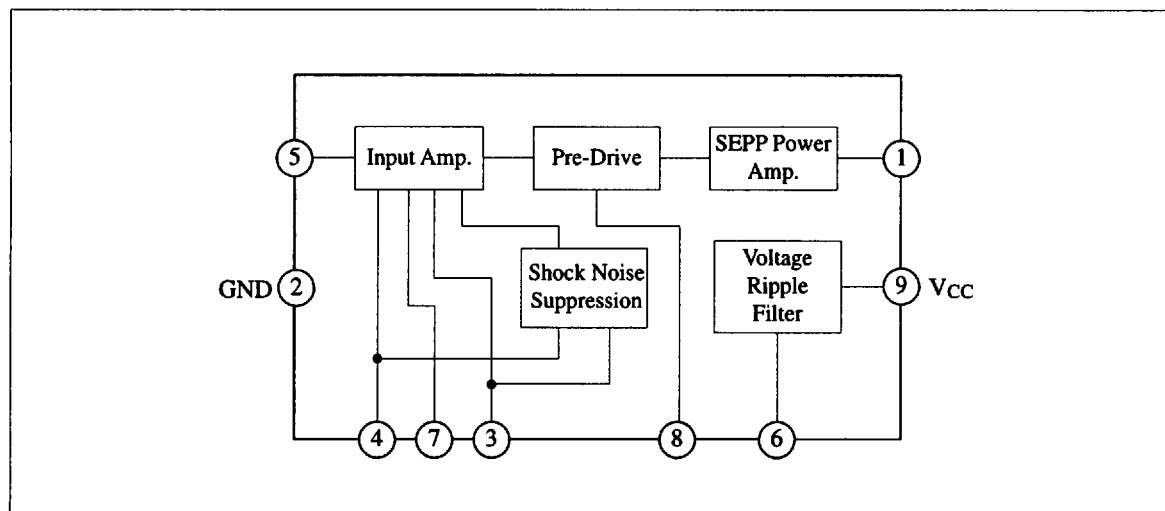 Input Amp.
Pre-Drive
SEPP Power
Amp.
5
1
Shock Noise
Suppression
Voltage
Ripple
Filter
GND
2
9
VCC
4
7
3
8
6